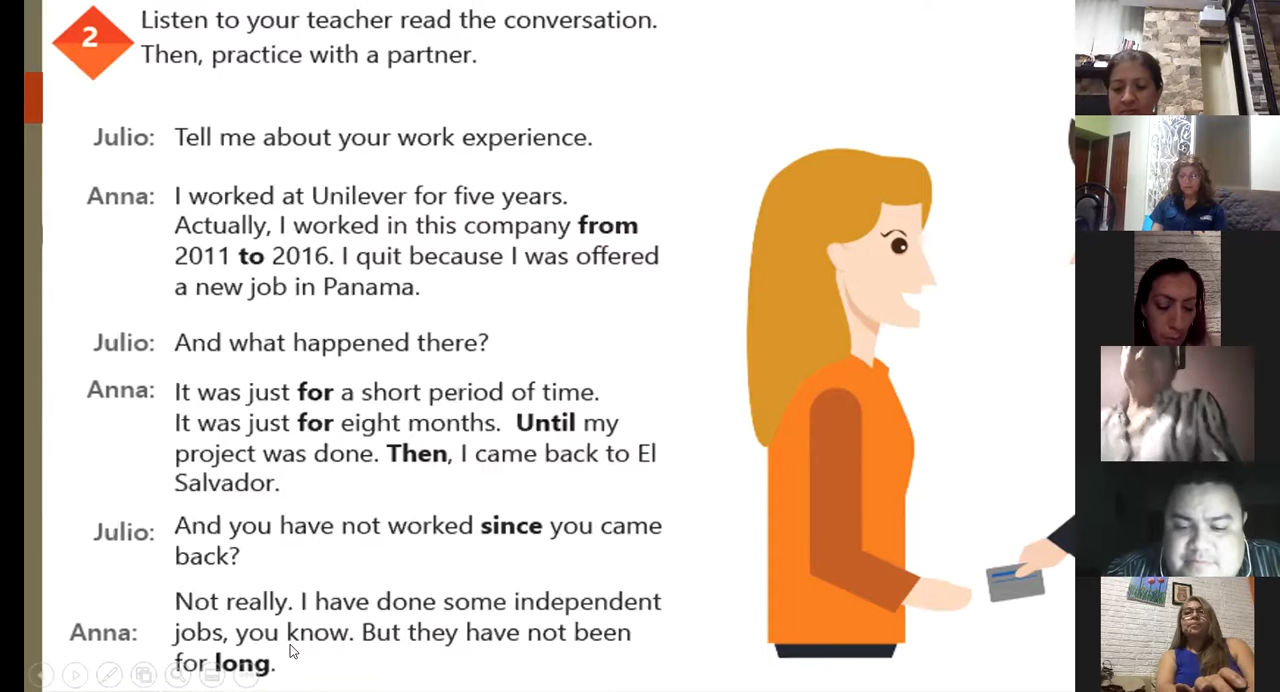 2
Listen to your teacher read the conversation.
Then, practice with a partner.
Julio: Tell me about your work experience.
Anna: I worked at Unilever for five years.
Actually, I worked in this company from
2011 to 2016. I quit because I was offered
a new job in Panama.
Julio: And what happened there?
Anna: It was just for a short period of time.
It was just for eight months. Until my
project was done. Then, I came back to El
Salvador.
Julio: And you have not worked since you came
back?
Not really. I have done some independent
Anna: jobs, you know. But they have not been
for long.